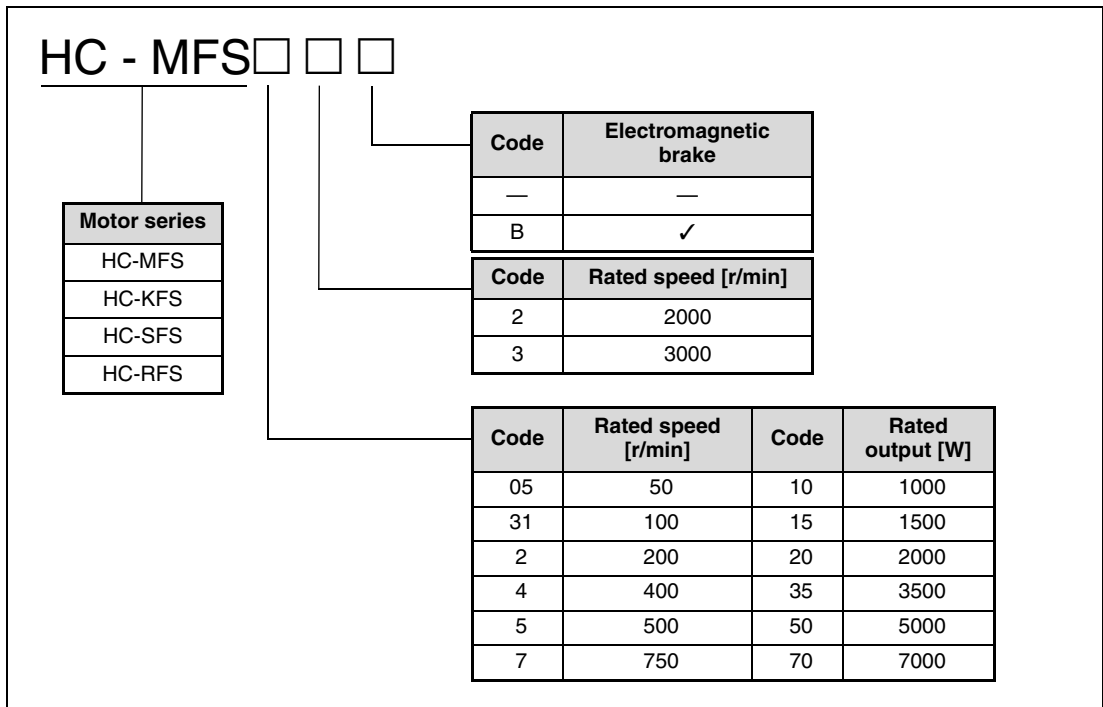 HC - MFS□ □ □
Code Electromagnetic brake
— —
B ✓
Motor series
HC-MFS
HC-KFS
HC-SFS
HC-RFS
Code Rated speed [r/min]
2 2000
3 3000
Code Rated speed [r/min] Code Rated output [W]
05 50 10 1000
31 100 15 1500
2 200 20 2000
4 400 35 3500
5 500 50 5000
7 750 70 7000